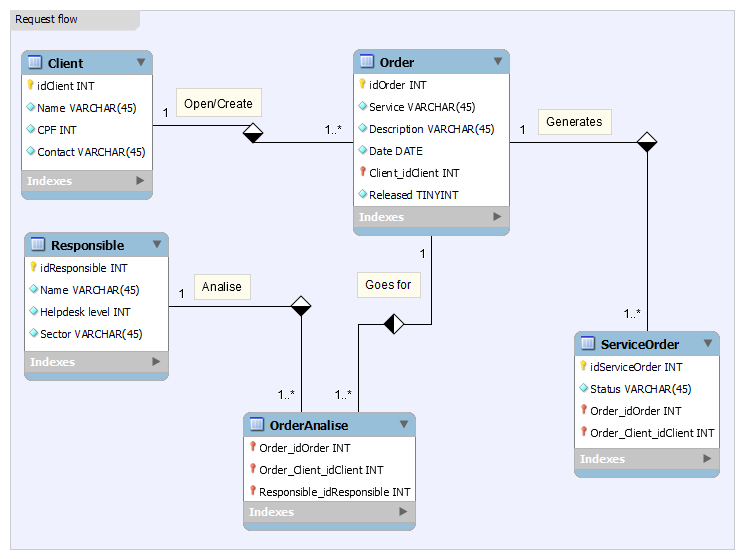 Request flow
Client
idClient INT
Name VARCHAR(45)
CPF INT
Contact VARCHAR(45)
Indexes
Open/Create
1
1..*
Order
idOrder INT
Service VARCHAR(45)
Description VARCHAR(45)
Date DATE
Client_idClient INT
Released TINYINT
Indexes
Generates
1
1..*
Responsible
idResponsible INT
Name VARCHAR(45)
Helpdesk level INT
Sector VARCHAR(45)
Indexes
Analise
1
1..*
Goes for
1
1..*
OrderAnalise
Order_idOrder INT
Order_Client_idClient INT
Responsible_idResponsible INT
Indexes
ServiceOrder
idServiceOrder INT
Status VARCHAR(45)
Order_idOrder INT
Order_Client_idClient INT
Indexes